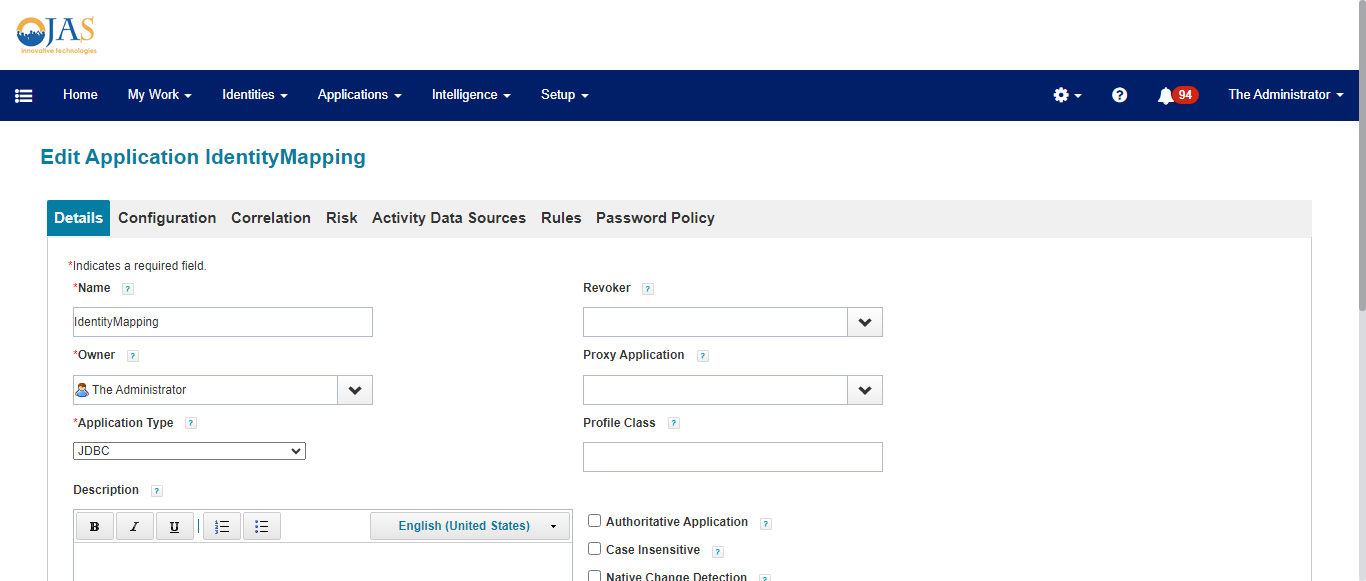 OJAS
innovative technologies
Home My Work Identities Applications Intelligence Setup 94 The Administrator
Edit Application IdentityMapping
Details Configuration Correlation Risk Activity Data Sources Rules Password Policy
*Indicates a required field.
*Name ?
Revoker ?
IdentityMapping
*Owner ?
Proxy Application ?
The Administrator
*Application Type ?
Profile Class ?
JDBC
Description ?
B I U English (United States)
Authoritative Application ?
Case Insensitive ?
Native Change Detection ?